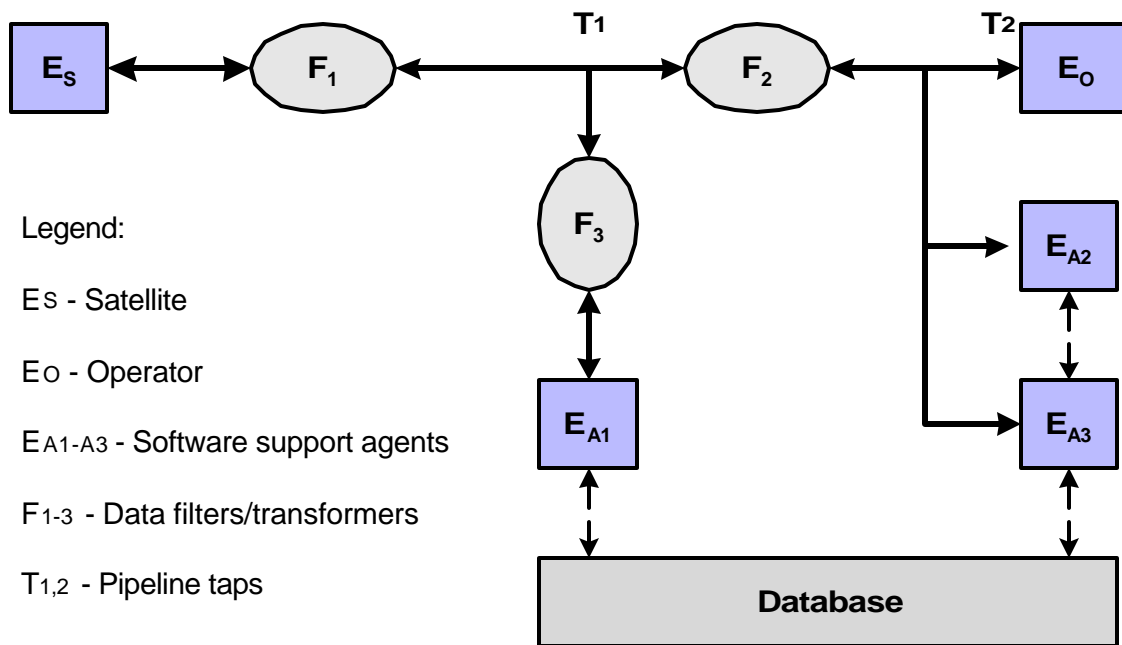 T1
T2
ES
F1
F2
EO
F3
EA2
Legend:
ES - Satellite
EO - Operator
EA1
EA3
EA1-A3 - Software support agents
F1-3 - Data filters/transformers
T1,2 - Pipeline taps
Database